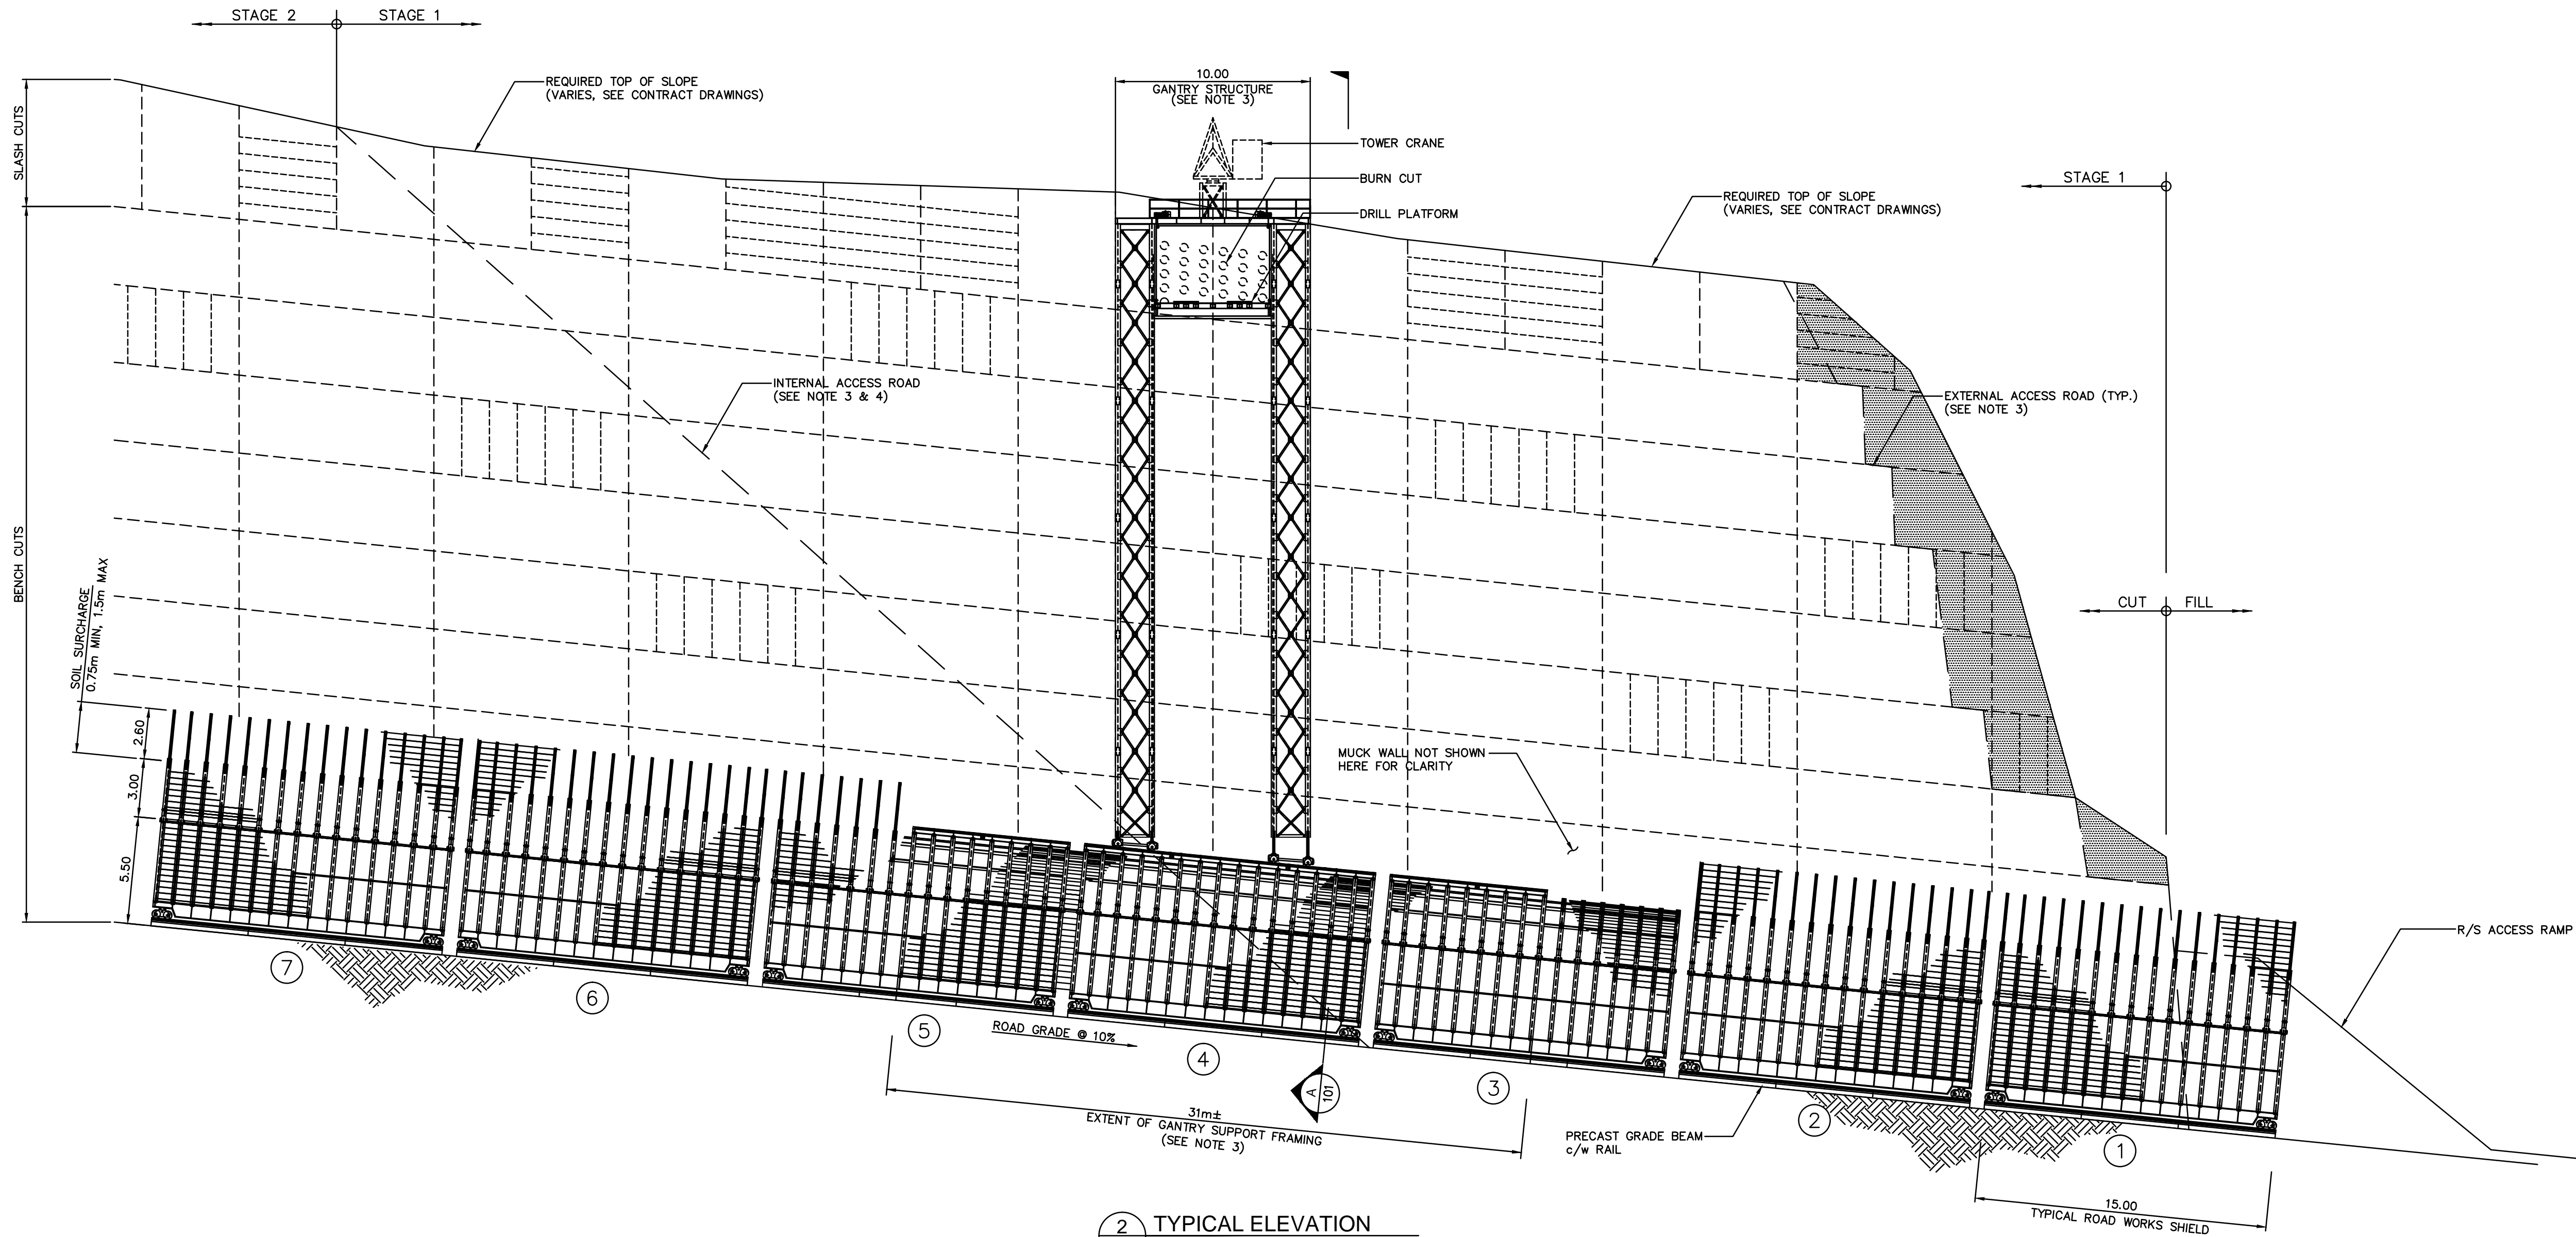 STAGE 2
STAGE 1
REQUIRED TOP OF SLOPE
(VARIES, SEE CONTRACT DRAWINGS)
10.00
GANTRY STRUCTURE
(SEE NOTE 3)
TOWER CRANE
BURN CUT
DRILL PLATFORM
STAGE 1
REQUIRED TOP OF SLOPE
(VARIES, SEE CONTRACT DRAWINGS)
SLASH CUTS
BENCH CUTS
INTERNAL ACCESS ROAD
(SEE NOTE 3 & 4)
EXTERNAL ACCESS ROAD (TYP.)
(SEE NOTE 3)
CUT
FILL
SOIL SURCHARGE
0.75m MIN, 1.5m MAX
2.60
3.00
5.50
MUCK WALL NOT SHOWN
HERE FOR CLARITY
R/S ACCESS RAMP
7
6
5
ROAD GRADE @ 10%
4
3
2
1
A
101
31m±
EXTENT OF GANTRY SUPPORT FRAMING
(SEE NOTE 3)
PRECAST GRADE BEAM
c/w RAIL
15.00
TYPICAL ROAD WORKS SHIELD
2
TYPICAL ELEVATION